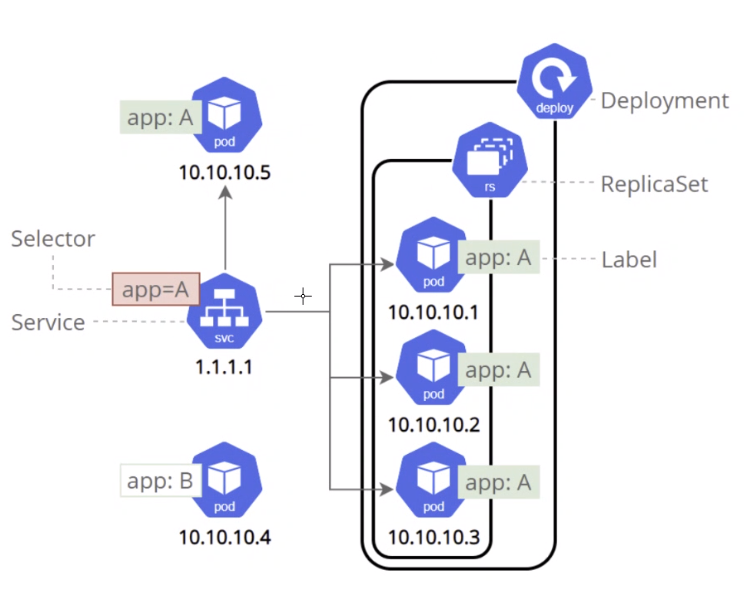 deploy
Deployment
app: A
pod
10.10.10.5
rs
ReplicaSet
Selector
app=A
Service
svc
1.1.1.1
pod
app: A
Label
10.10.10.1
pod
app: A
10.10.10.2
app: B
pod
10.10.10.4
pod
app: A
10.10.10.3